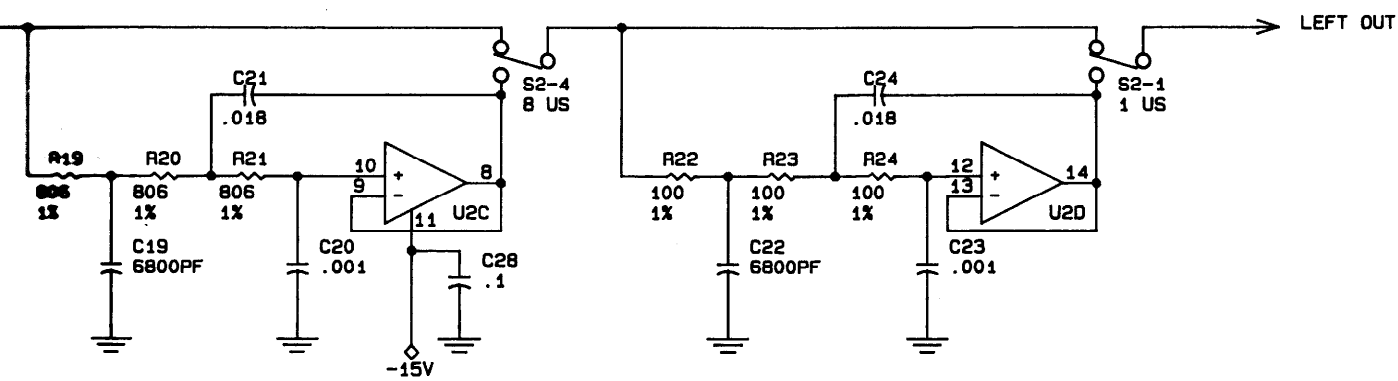 LEFT OUT
C21
.018
S2-4
8 US
C24
.018
S2-1
1 US
R19
806
1%
R20
806
1%
R21
806
1%
10
9
+
−
8
11
U2C
R22
100
1%
R23
100
1%
R24
100
1%
12
13
+
−
14
U2D
C19
6800PF
C20
.001
C28
.1
C22
6800PF
C23
.001
-15V